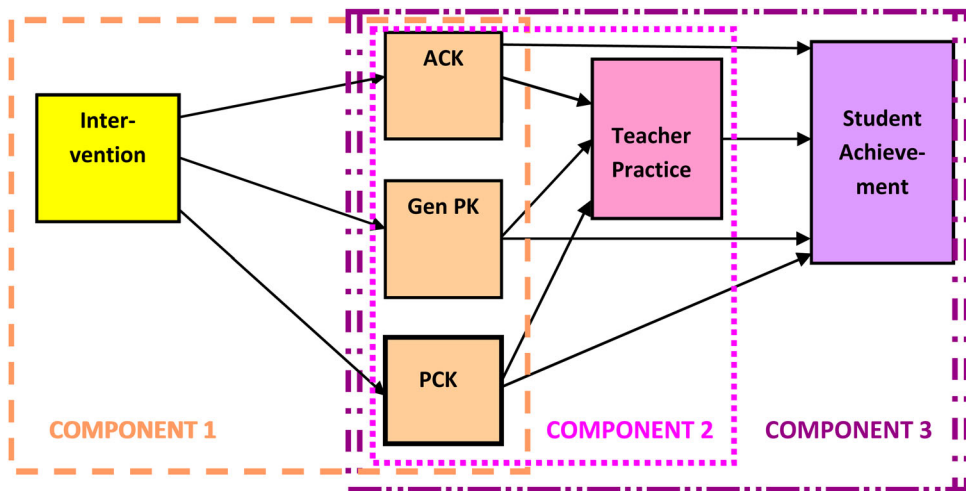 Inter-
vention
ACK
Gen PK
PCK
Teacher
Practice
Student
Achieve-
ment
COMPONENT 1
COMPONENT 2
COMPONENT 3